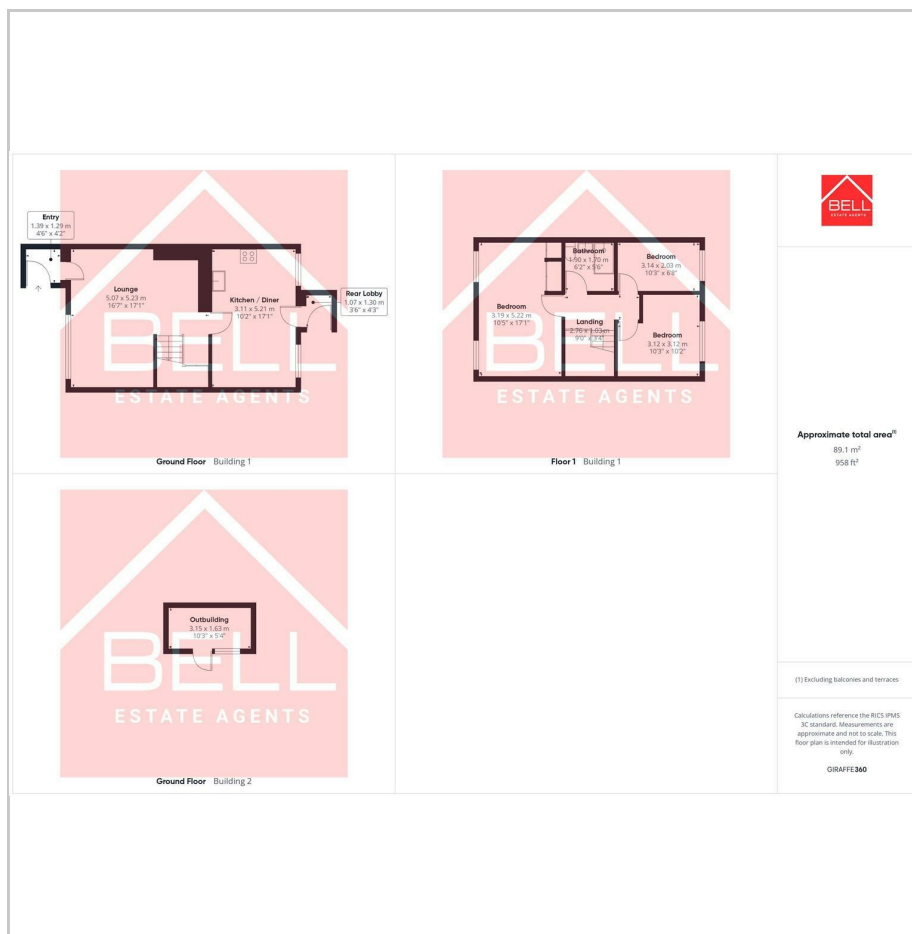 Entry
1.39 x 1.29 m
4'6" x 4'2"
Lounge
5.07 x 5.23 m
16'7" x 17'1"
Kitchen / Diner
3.11 x 5.21 m
10'2" x 17'1"
Rear Lobby
1.07 x 1.30 m
3'6" x 4'3"
BELL
ESTATE AGENTS
Ground Floor Building 1
Bathroom
1.90 x 1.70 m
6'2" x 5'6"
Bedroom
3.14 x 2.03 m
10'3" x 6'8"
Bedroom
3.19 x 5.22 m
10'5" x 17'1"
Landing
2.76 x 1.03 m
9'0" x 3'4"
Bedroom
3.12 x 3.12 m
10'3" x 10'2"
BELL
ESTATE AGENTS
Floor 1 Building 1
Outbuilding
3.15 x 1.63 m
10'3" x 5'4"
BELL
ESTATE AGENTS
Ground Floor Building 2
BELL
ESTATE AGENTS
Approximate total area(1)
89.1 m²
958 ft²
(1) Excluding balconies and terraces
Calculations reference the RICS IPMS
3C standard. Measurements are
approximate and not to scale. This
floor plan is intended for illustration
only.
GIRAFFE360